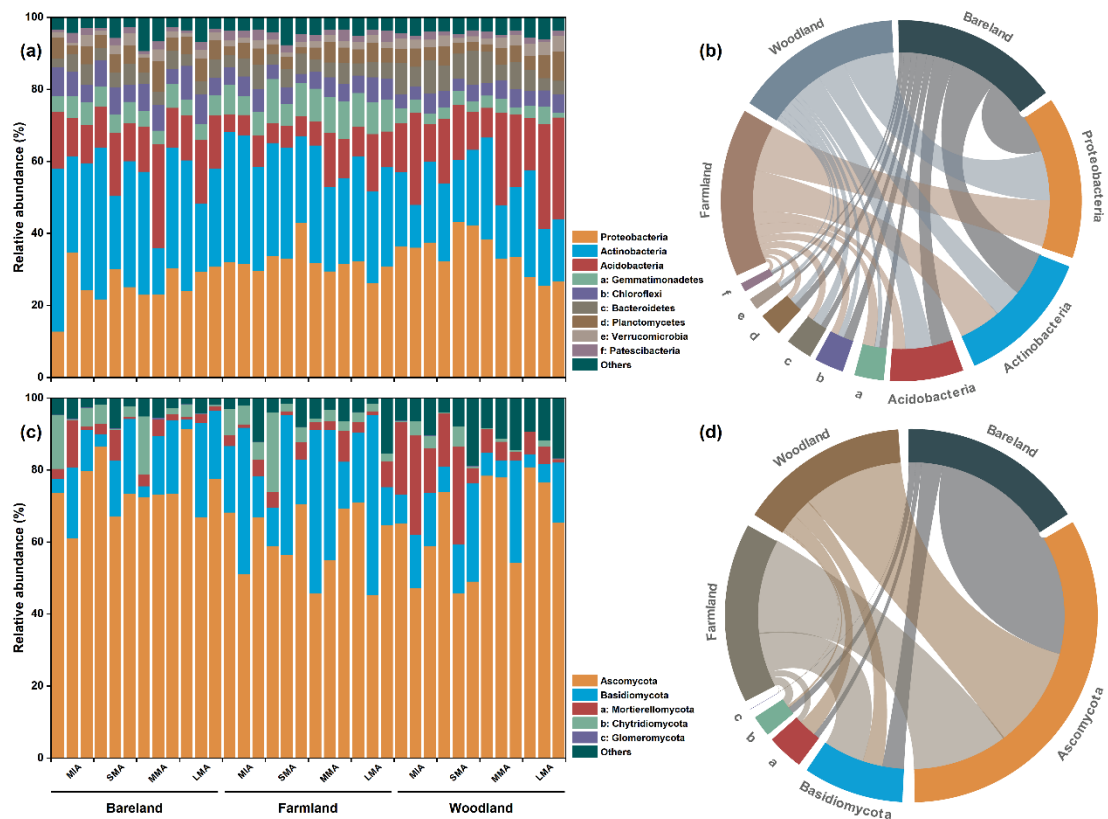 (a)
Relative abundance (%)
100
80
60
40
20
0
Proteobacteria
Actinobacteria
Acidobacteria
a: Gemmatimonadetes
b: Chloroflexi
c: Bacteroidetes
d: Planctomycetes
e: Verrucomicrobia
f: Patescibacteria
Others
(b)
Woodland
Bareland
Proteobacteria
Actinobacteria
Acidobacteria
a
b
c
d
e
f
Farmland
(c)
Relative abundance (%)
100
80
60
40
20
0
Ascomycota
Basidiomycota
a: Mortierellomycota
b: Chytridiomycota
c: Glomeromycota
Others
MIA SMA MMA LMA MIA SMA MMA LMA MIA SMA MMA LMA
Bareland Farmland Woodland
(d)
Woodland
Bareland
Ascomycota
Basidiomycota
a
b
c
Farmland